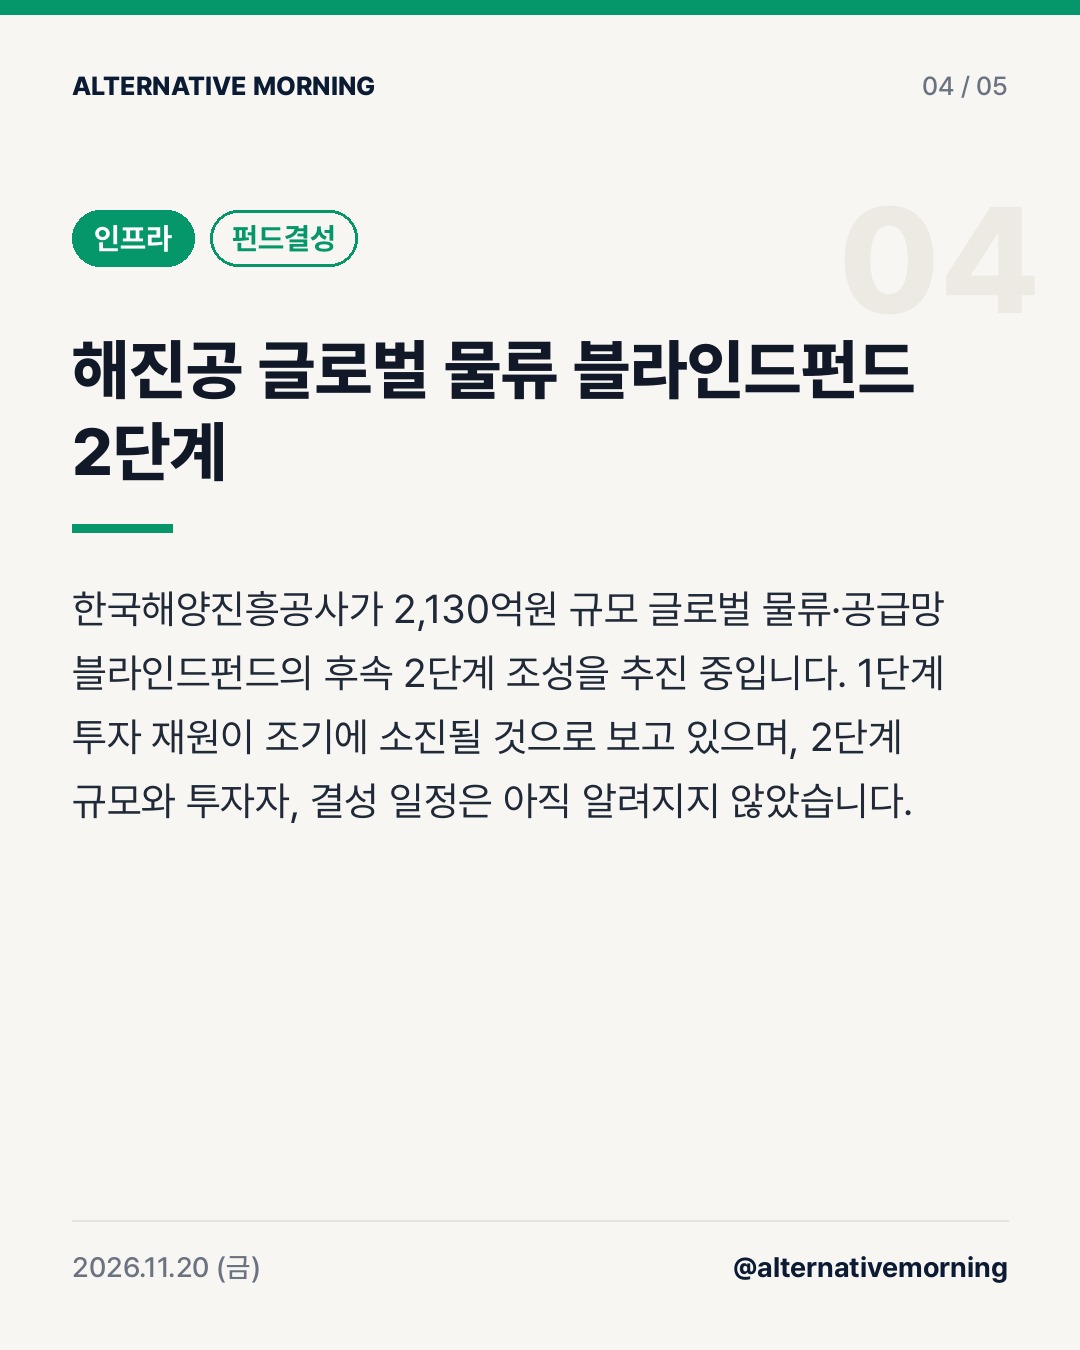 ALTERNATIVE MORNING
04 / 05
인프라
펀드결성
04
해진공 글로벌 물류 블라인드펀드
2단계
한국해양진흥공사가 2,130억원 규모 글로벌 물류·공급망
블라인드펀드의 후속 2단계 조성을 추진 중입니다. 1단계
투자 재원이 조기에 소진될 것으로 보고 있으며, 2단계
규모와 투자자, 결성 일정은 아직 알려지지 않았습니다.
2026.11.20 (금)
@alternativemorning